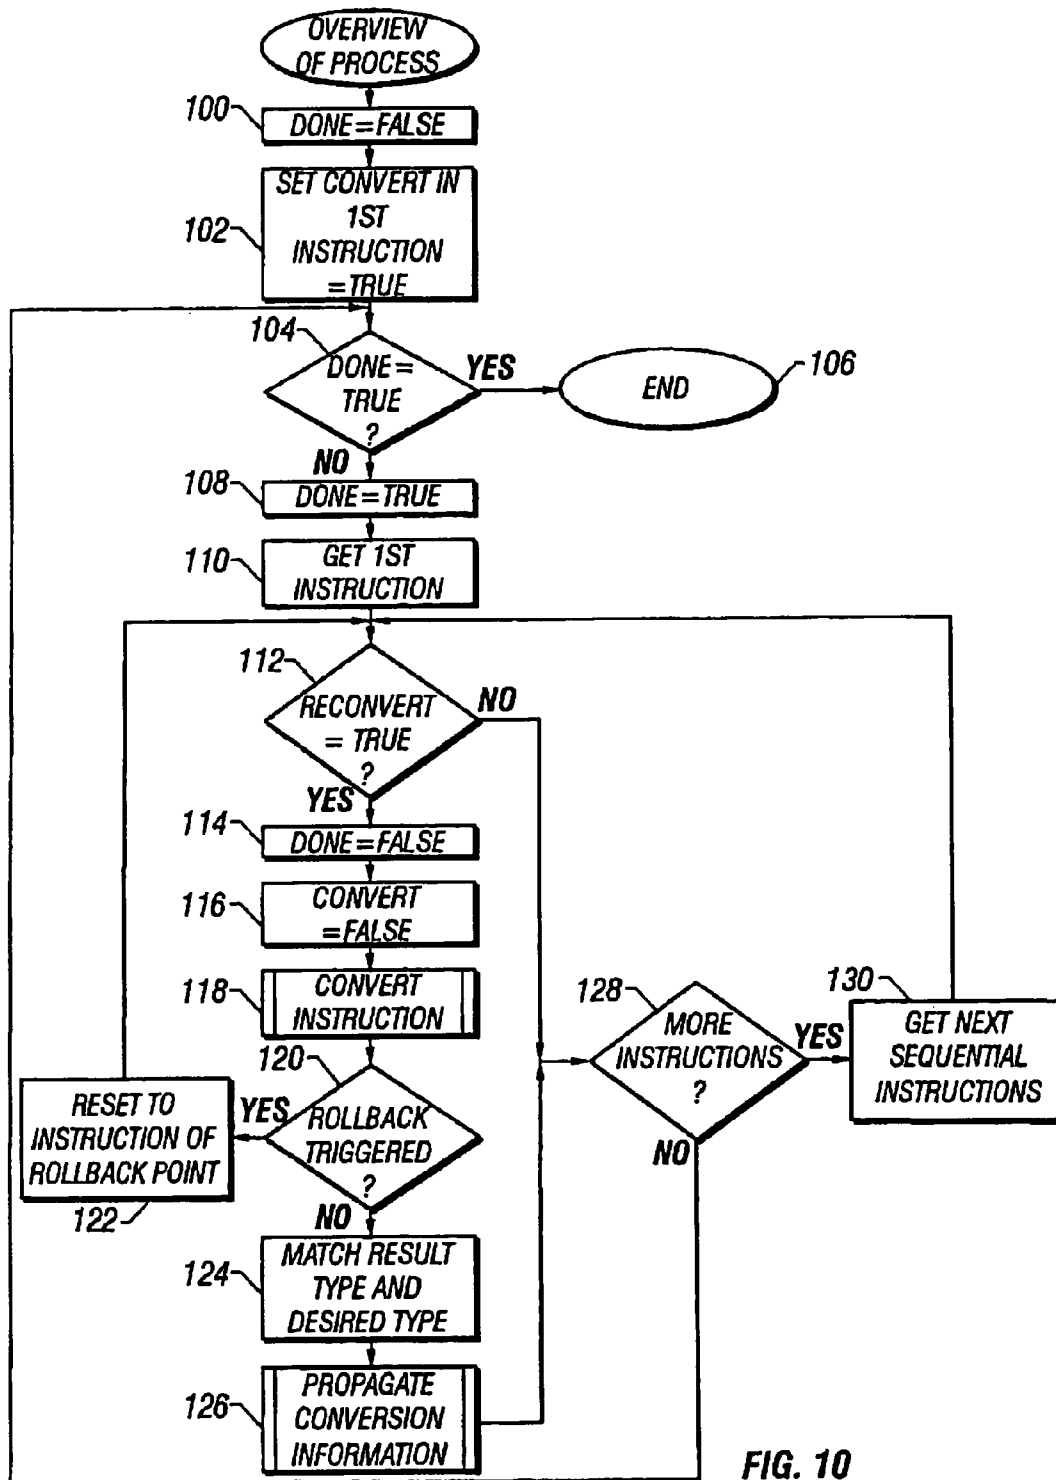 OVERVIEW
OF PROCESS
100
DONE=FALSE
SET CONVERT IN
1ST
INSTRUCTION
=TRUE
102
104
DONE=
TRUE
?
YES
END
106
NO
108
DONE=TRUE
110
GET 1ST
INSTRUCTION
112
RECONVERT
= TRUE
?
NO
YES
114
DONE=FALSE
116
CONVERT
=FALSE
118
CONVERT
INSTRUCTION
120
ROLLBACK
TRIGGERED
?
YES
RESET TO
INSTRUCTION OF
ROLLBACK POINT
122
NO
124
MATCH RESULT
TYPE AND
DESIRED TYPE
126
PROPAGATE
CONVERSION
INFORMATION
128
MORE
INSTRUCTIONS
?
YES
NO
130
GET NEXT
SEQUENTIAL
INSTRUCTIONS
FIG. 10